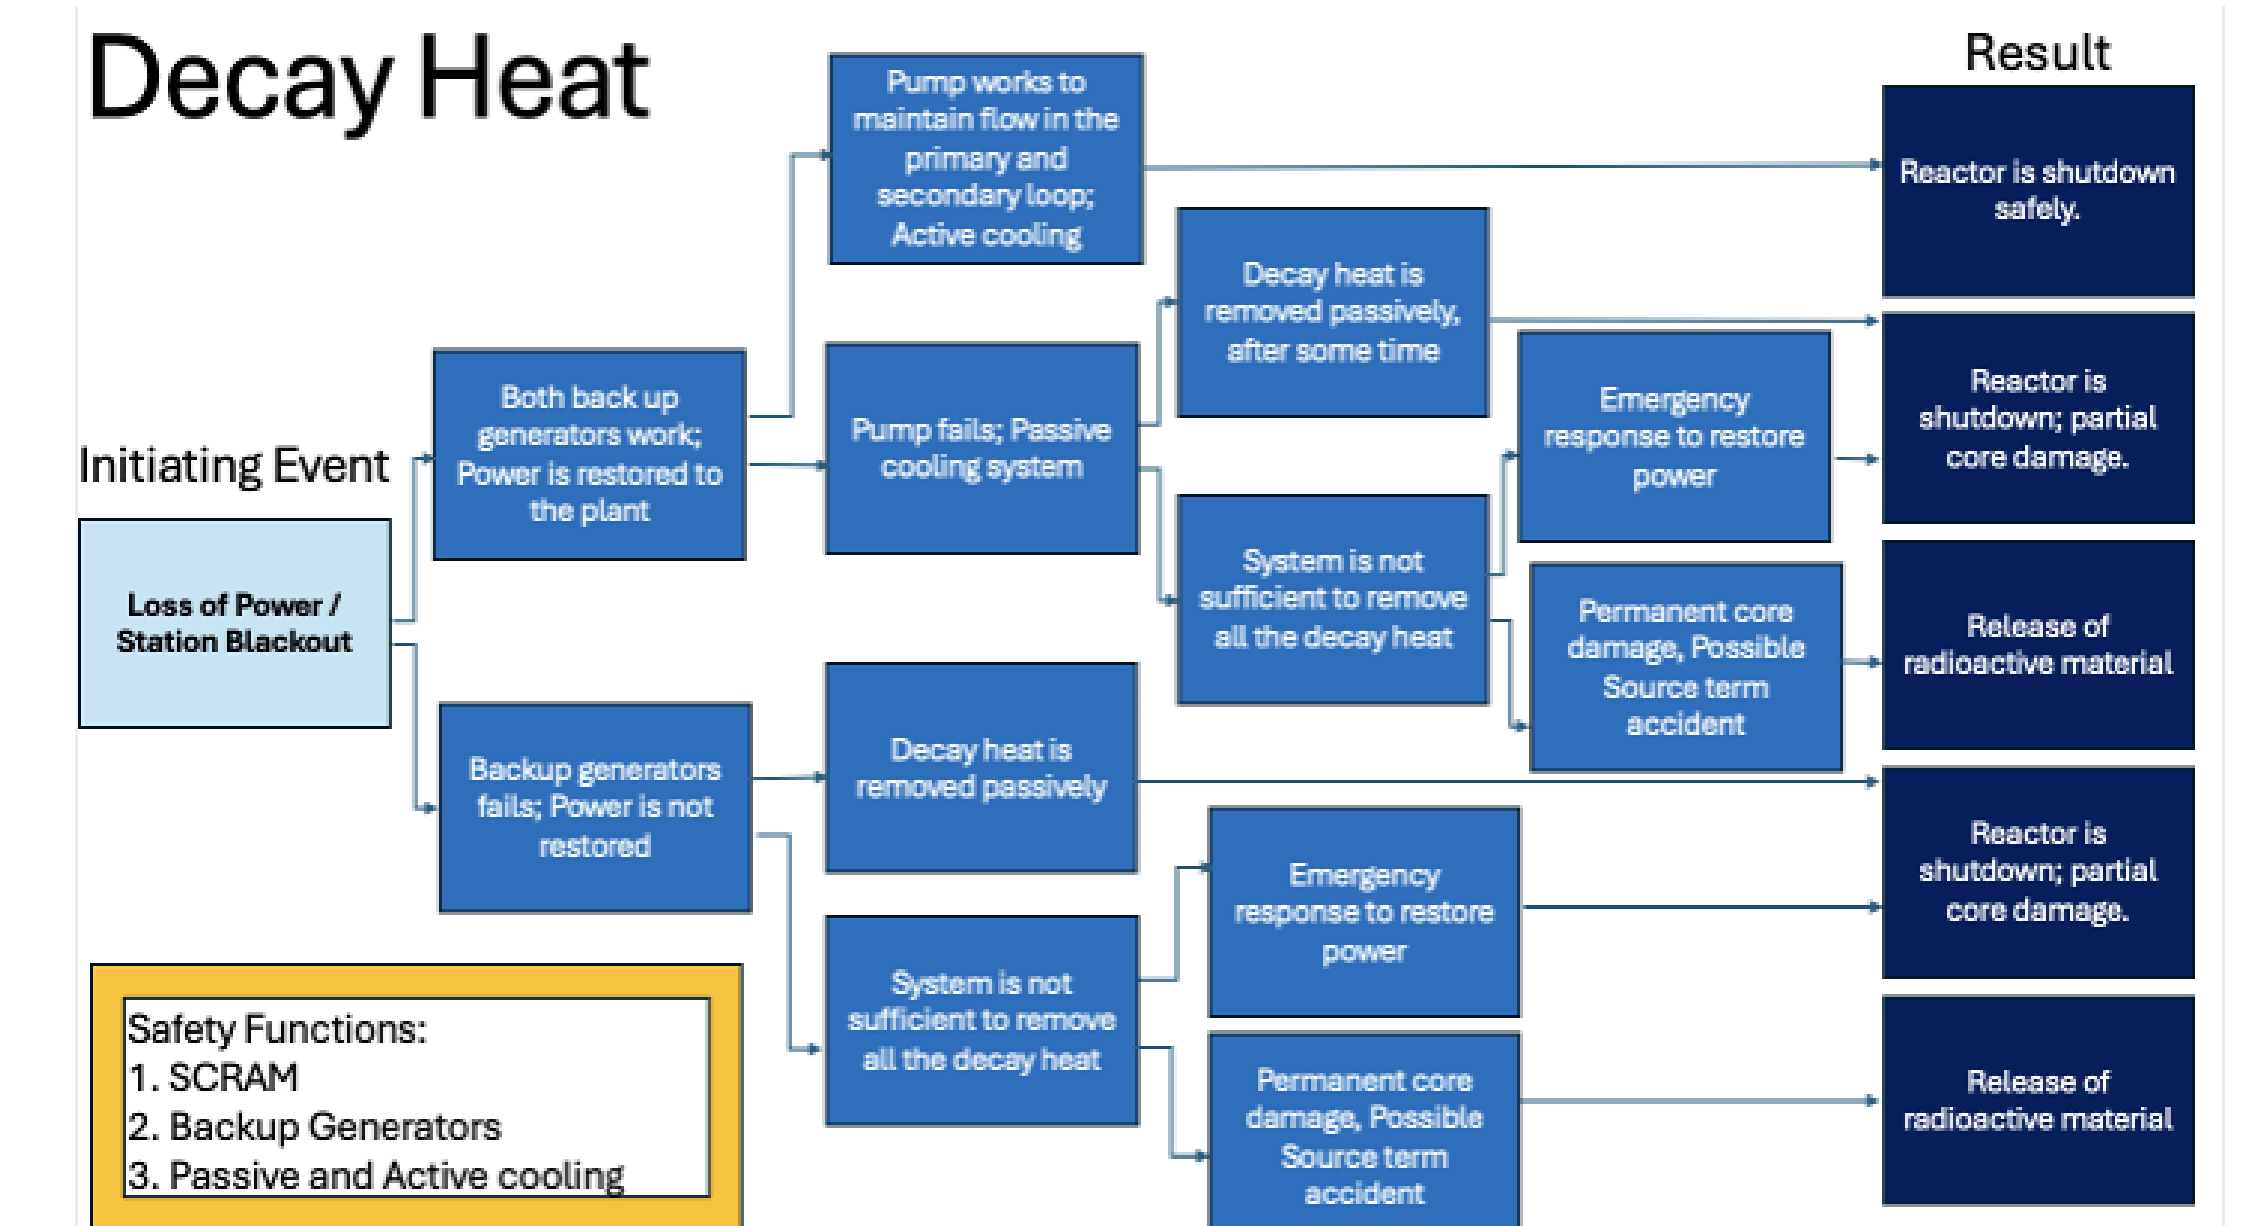 Decay Heat
Result
Initiating Event
Loss of Power /
Station Blackout
Both back up
generators work;
Power is restored to
the plant
Backup generators
fails; Power is not
restored
Pump works to
maintain flow in the
primary and
secondary loop;
Active cooling
Pump fails; Passive
cooling system
Decay heat is
removed passively
System is not
sufficient to remove
all the decay heat
Decay heat is
removed passively,
after some time
System is not
sufficient to remove
all the decay heat
Emergency
response to restore
power
Permanent core
damage, Possible
Source term
accident
Emergency
response to restore
power
Permanent core
damage, Possible
Source term
accident
Reactor is shutdown
safely.
Reactor is
shutdown; partial
core damage.
Release of
radioactive material
Reactor is
shutdown; partial
core damage.
Release of
radioactive material
Safety Functions:
1. SCRAM
2. Backup Generators
3. Passive and Active cooling